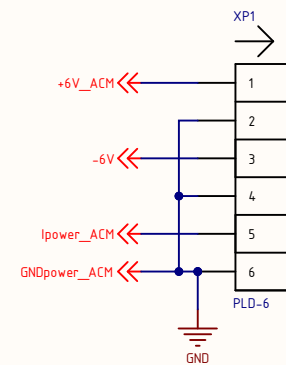 XP1
+6V_ACM
1
2
-6V
3
4
Ipower_ACM
5
GNDpower_ACM
6
PLD-6
GND